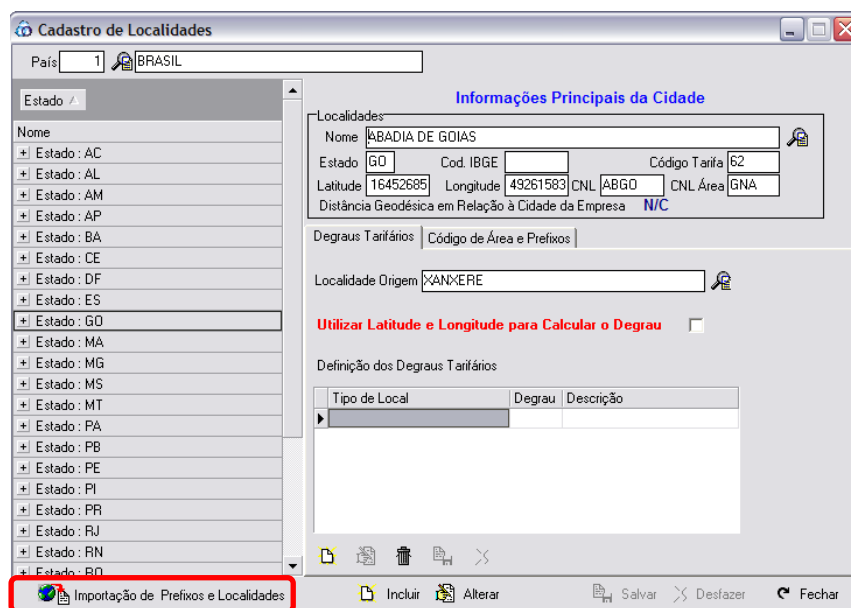 Cadastro de Localidades
País 1 BRASIL
Estado
Nome
Estado : AC
Estado : AL
Estado : AM
Estado : AP
Estado : BA
Estado : CE
Estado : DF
Estado : ES
Estado : GO
Estado : MA
Estado : MG
Estado : MS
Estado : MT
Estado : PA
Estado : PB
Estado : PE
Estado : PI
Estado : PR
Estado : RJ
Estado : RN
Estado : RO
Informações Principais da Cidade
Localidades
Nome ABADIA DE GOIAS
Estado GO Cod. IBGE Código Tarifa 62
Latitude 16452685 Longitude 49261583 CNL ABGO CNL Área GNA
Distância Geodésica em Relação à Cidade da Empresa N/C
Degraus Tarifários Código de Área e Prefixos
Localidade Origem XANXERE
Utilizar Latitude e Longitude para Calcular o Degrau
Definição dos Degraus Tarifários
Tipo de Local Degrau Descrição
Importação de Prefixos e Localidades Incluir Alterar Salvar Desfazer Fechar